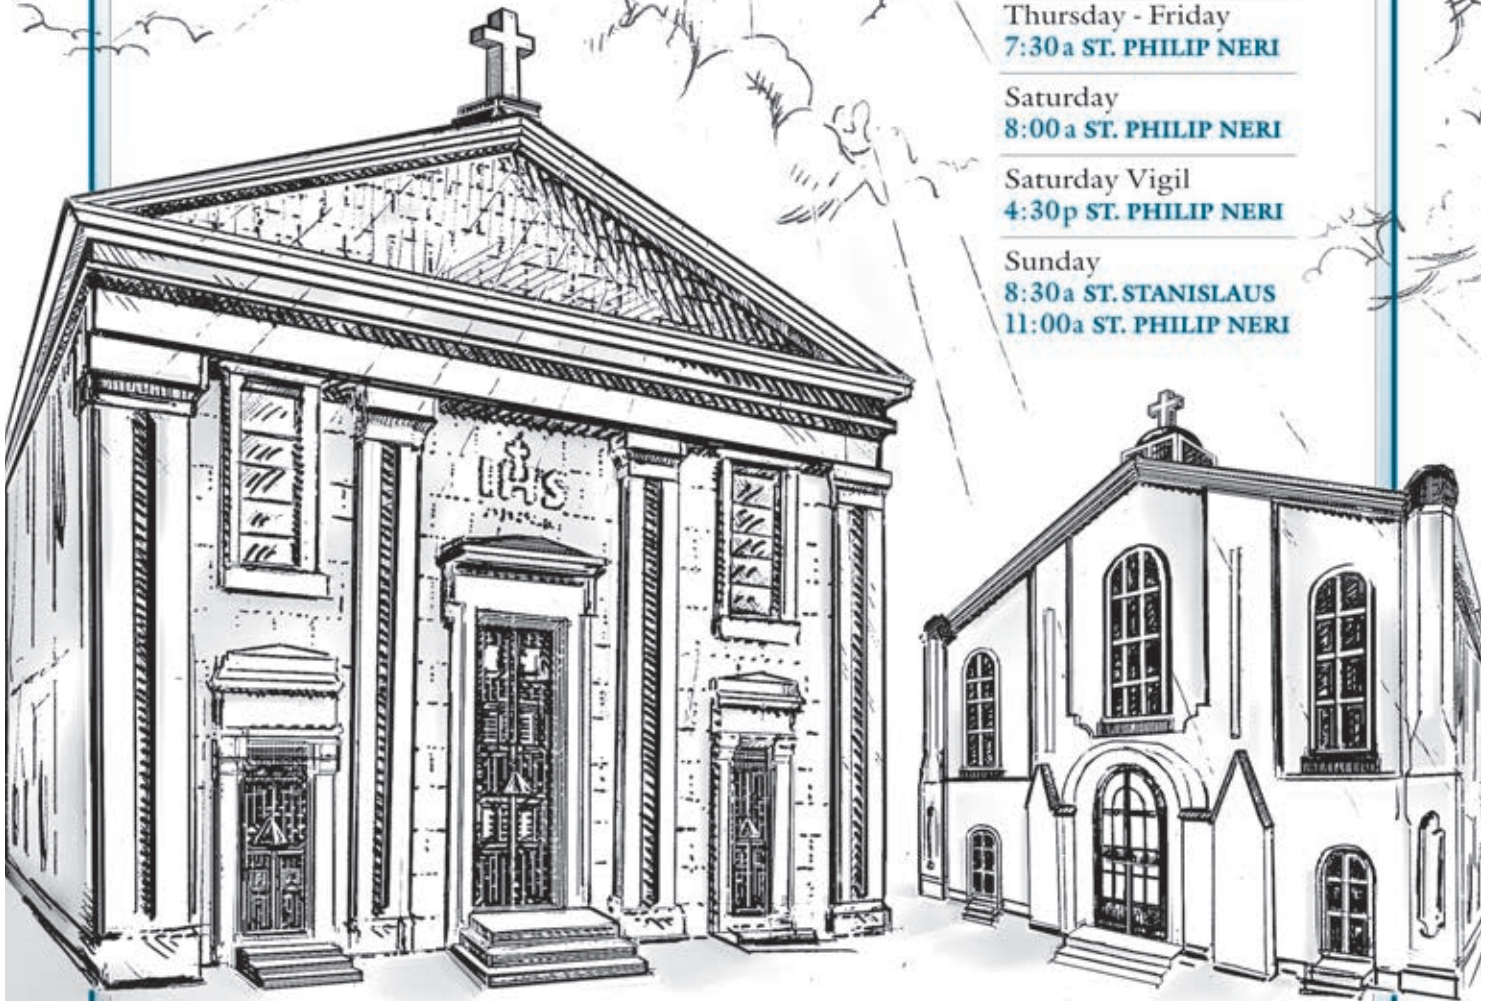 Thursday - Friday
7:30a ST. PHILIP NERI
Saturday
8:00a ST. PHILIP NERI
Saturday Vigil
4:30p ST. PHILIP NERI
Sunday
8:30a ST. STANISLAUS
11:00a ST. PHILIP NERI
IHS